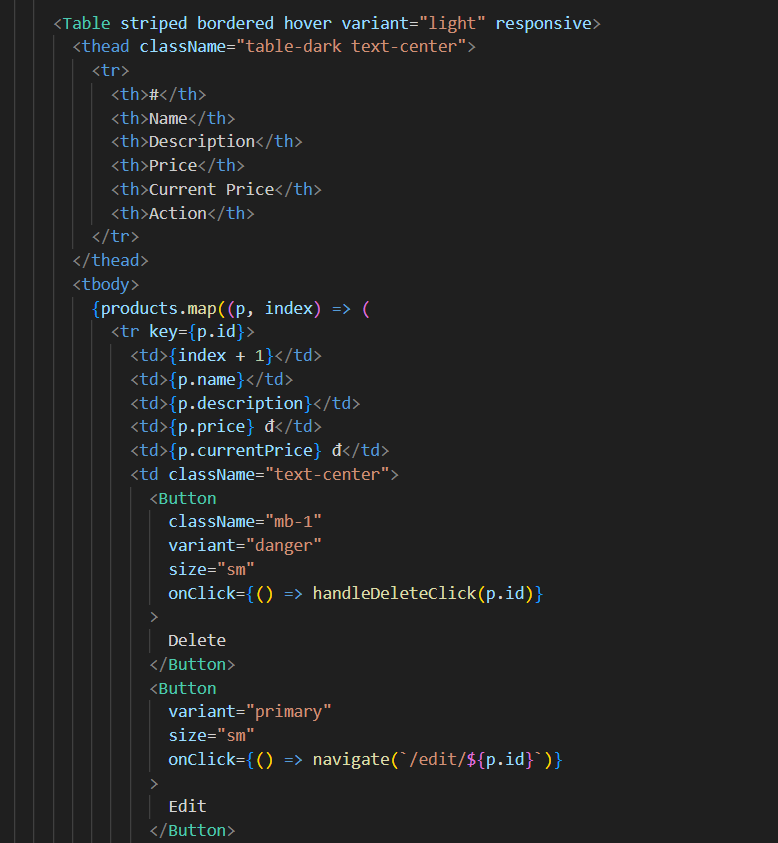 <Table striped bordered hover variant="light" responsive>
<thead className="table-dark text-center">
<tr>
<th>#</th>
<th>Name</th>
<th>Description</th>
<th>Price</th>
<th>Current Price</th>
<th>Action</th>
</tr>
</thead>
<tbody>
{products.map((p, index) => (
<tr key={p.id}>
<td>{index + 1}</td>
<td>{p.name}</td>
<td>{p.description}</td>
<td>{p.price} đ</td>
<td>{p.currentPrice} đ</td>
<td className="text-center">
<Button
className="mb-1"
variant="danger"
size="sm"
onClick={() => handleDeleteClick(p.id)}
>
Delete
</Button>
<Button
variant="primary"
size="sm"
onClick={() => navigate(`/edit/${p.id}`)}
>
Edit
</Button>